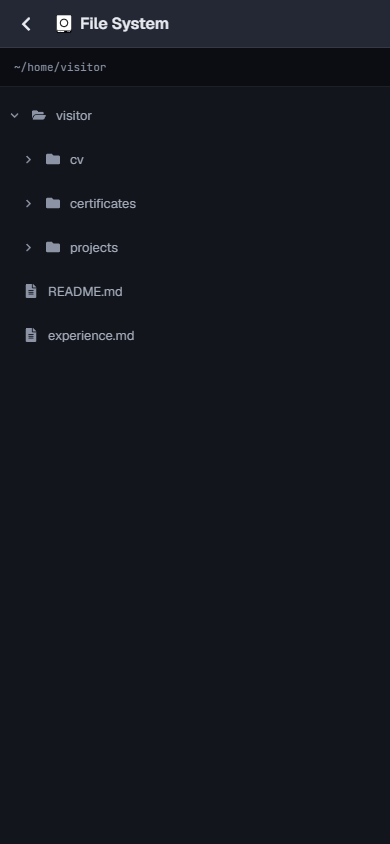 File System
~/home/visitor
visitor
cv
certificates
projects
README.md
experience.md